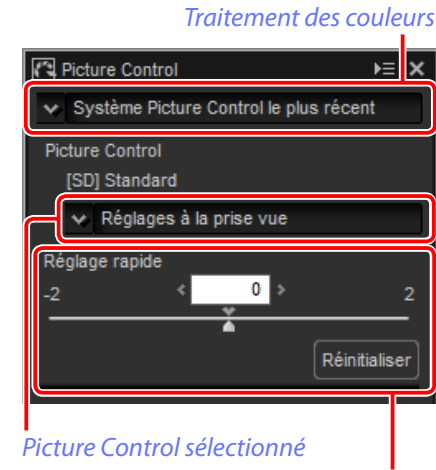 Traitement des couleurs
Picture Control
Système Picture Control le plus récent
Picture Control
[SD] Standard
Réglages à la prise vue
Réglage rapide
-2 0 2
Réinitialiser
Picture Control sélectionné